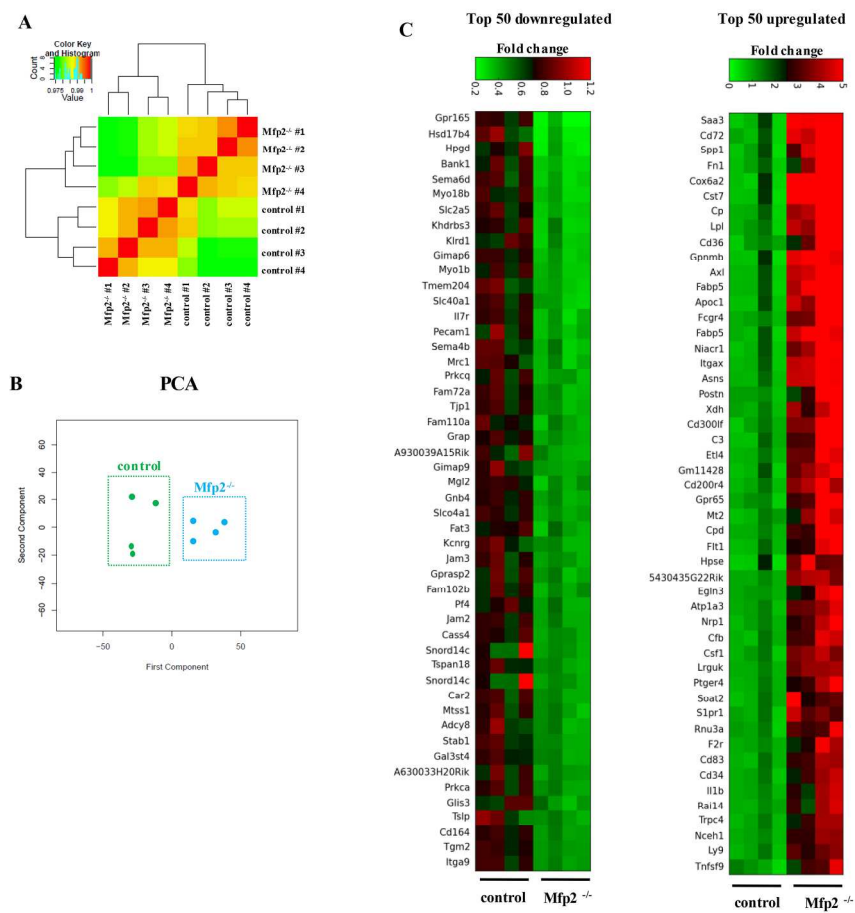 A
Color Key
and Histogram
Count
0 4 8
0.975 0.99 1
Value
Mfp2-/- #1
Mfp2-/- #2
Mfp2-/- #3
Mfp2-/- #4
control #1
control #2
control #3
control #4
Mfp2-/- #1
Mfp2-/- #2
Mfp2-/- #3
Mfp2-/- #4
control #1
control #2
control #3
control #4
B
PCA
control
Mfp2-/-
Second Component
60
40
20
0
−20
−40
−60
−50 0 50
First Component
C
Top 50 downregulated
Fold change
0.2 0.4 0.6 0.8 1.0 1.2
Gpr165
Hsd17b4
Hpgd
Bank1
Sema6d
Myo18b
Slc2a5
Khdrbs3
Klrd1
Gimap6
Myo1b
Tmem204
Slc40a1
Il7r
Pecam1
Sema4b
Mrc1
Prkcq
Fam72a
Tjp1
Fam110a
Grap
A930039A15Rik
Gimap9
Mgl2
Gnb4
Slco4a1
Fat3
Kcnrg
Jam3
Gprasp2
Fam102b
Pf4
Jam2
Cass4
Snord14c
Tspan18
Snord14c
Car2
Mtss1
Adcy8
Stab1
Gal3st4
A630033H20Rik
Prkca
Glis3
Tslp
Cd164
Tgm2
Itga9
control Mfp2 -/-
Top 50 upregulated
Fold change
0 1 2 3 4 5
Saa3
Cd72
Spp1
Fn1
Cox6a2
Cst7
Cp
Lpl
Cd36
Gpnmb
Axl
Fabp5
Apoc1
Fcgr4
Fabp5
Niacr1
Itgax
Asns
Postn
Xdh
Cd300lf
C3
Etl4
Gm11428
Cd200r4
Gpr65
Mt2
Cpd
Flt1
Hpse
5430435G22Rik
Egln3
Atp1a3
Nrp1
Cfb
Csf1
Lrguk
Ptger4
Soat2
S1pr1
Rnu3a
F2r
Cd83
Cd34
Il1b
Rai14
Trpc4
Nceh1
Ly9
Tnfsf9
control Mfp2 -/-